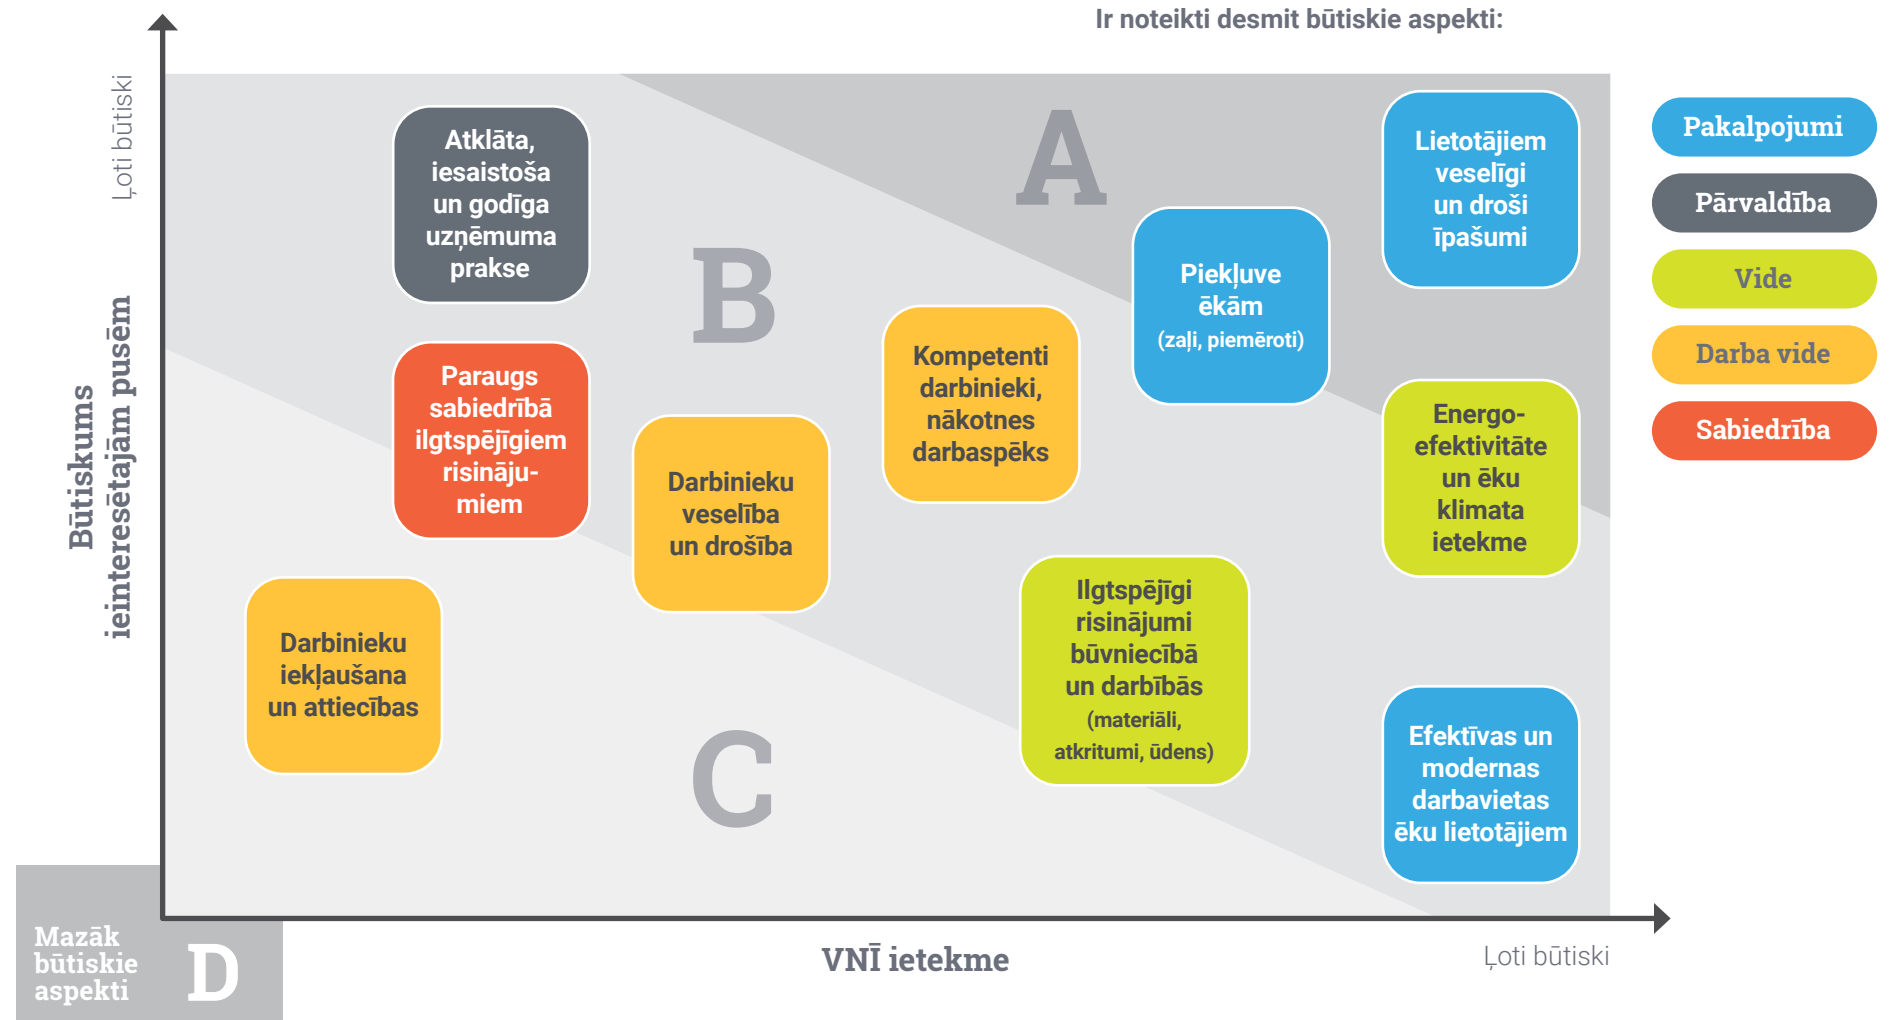 Ir noteikti desmit būtiskie aspekti:
Ļoti būtiski
Būtiskums
ieinteresētajām pusēm
Atklāta,
iesaistoša
un godīga
uzņēmuma
prakse
A
Lietotājiem
veselīgi
un droši
īpašumi
B
Piekļuve
ēkām
(zaļi, piemēroti)
Kompetenti
darbinieki,
nākotnes
darbaspēks
Paraugs
sabiedrībā
ilgtspējīgiem
risināju-
miem
Darbinieku
veselība
un drošība
Energo-
efektivitāte
un ēku
klimata
ietekme
Darbinieku
iekļaušana
un attiecības
Ilgtspējīgi
risinājumi
būvniecībā
un darbībās
(materiāli,
atkritumi, ūdens)
C
Efektīvas un
modernas
darbavietas
ēku lietotājiem
Pakalpojumi
Pārvaldība
Vide
Darba vide
Sabiedrība
Mazāk
būtiskie
aspekti
D
VNĪ ietekme
Ļoti būtiski